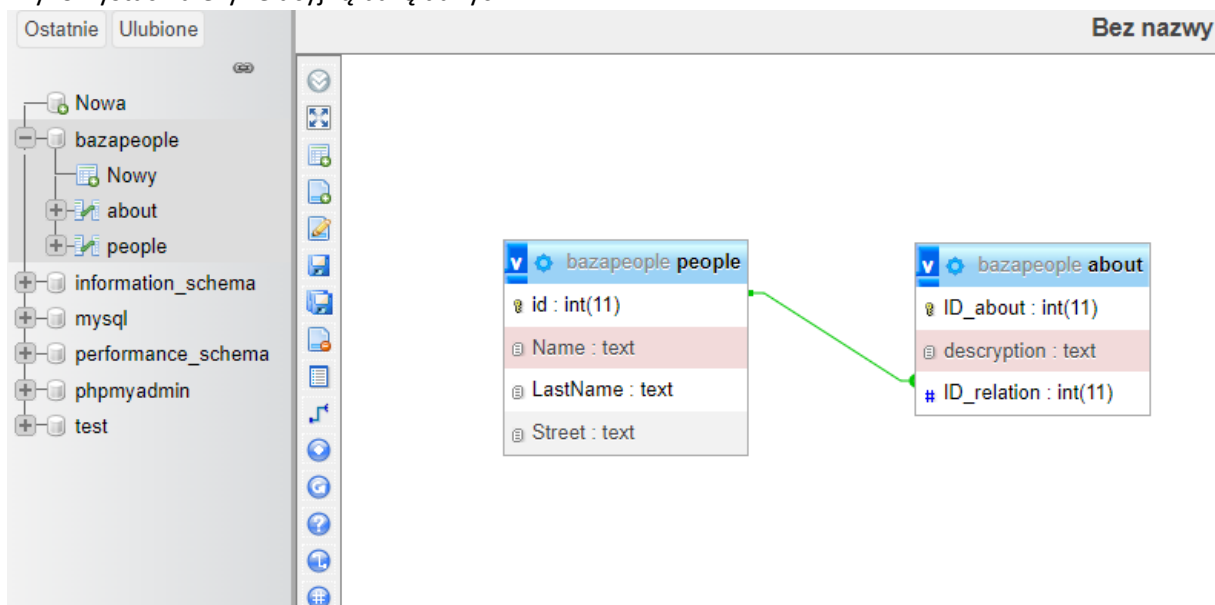 Ostatnie Ulubione
Bez nazwy
Nowa
bazapeople
Nowy
about
people
information_schema
mysql
performance_schema
phpmyadmin
test
v bazapeople people
id : int(11)
Name : text
LastName : text
Street : text
v bazapeople about
ID_about : int(11)
descryption : text
# ID_relation : int(11)